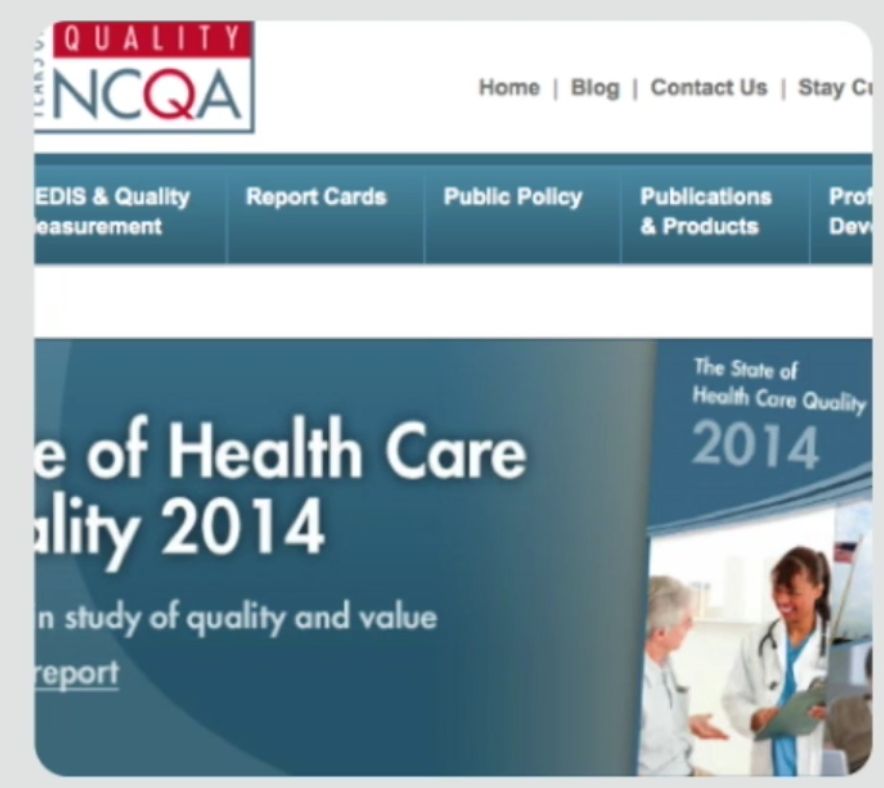 QUALITY
NCQA
Home | Blog | Contact Us | Stay
EDIS & Quality
easurement
Report Cards
Public Policy
Publications
& Products
Prof
Dev
The State of
Health Care Quality
2014
e of Health Care
ality 2014
n study of quality and value
report